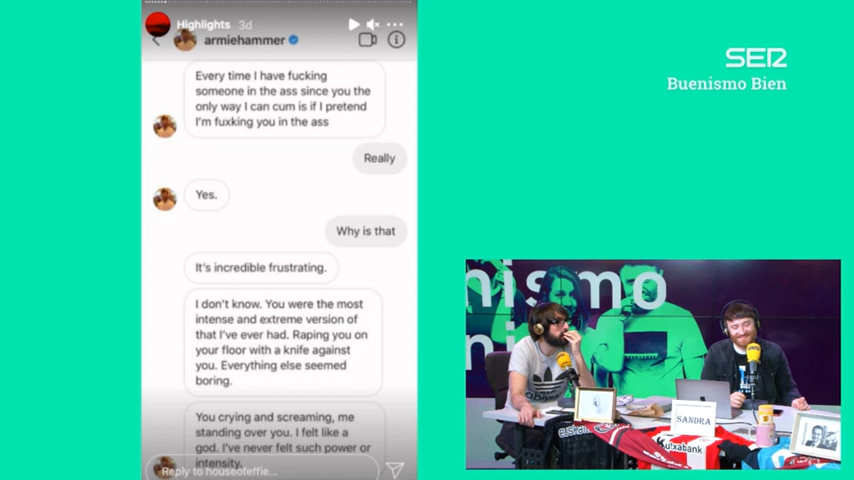 Highlights 3d
armiehammer
Every time I have fucking
someone in the ass since you the
only way I can cum is if I pretend
I'm fuxking you in the ass
Really
Yes.
Why is that
It's incredible frustrating.
I don't know. You were the most
intense and extreme version of
that I've ever had. Raping you on
your floor with a knife against
you. Everything else seemed
boring.
You crying and screaming, me
standing over you. I felt like a
god. I've never felt such power or
intensity.
Reply to houseofeffie...
SER
Buenismo Bien
nismo
ni
SANDRA
utxabank